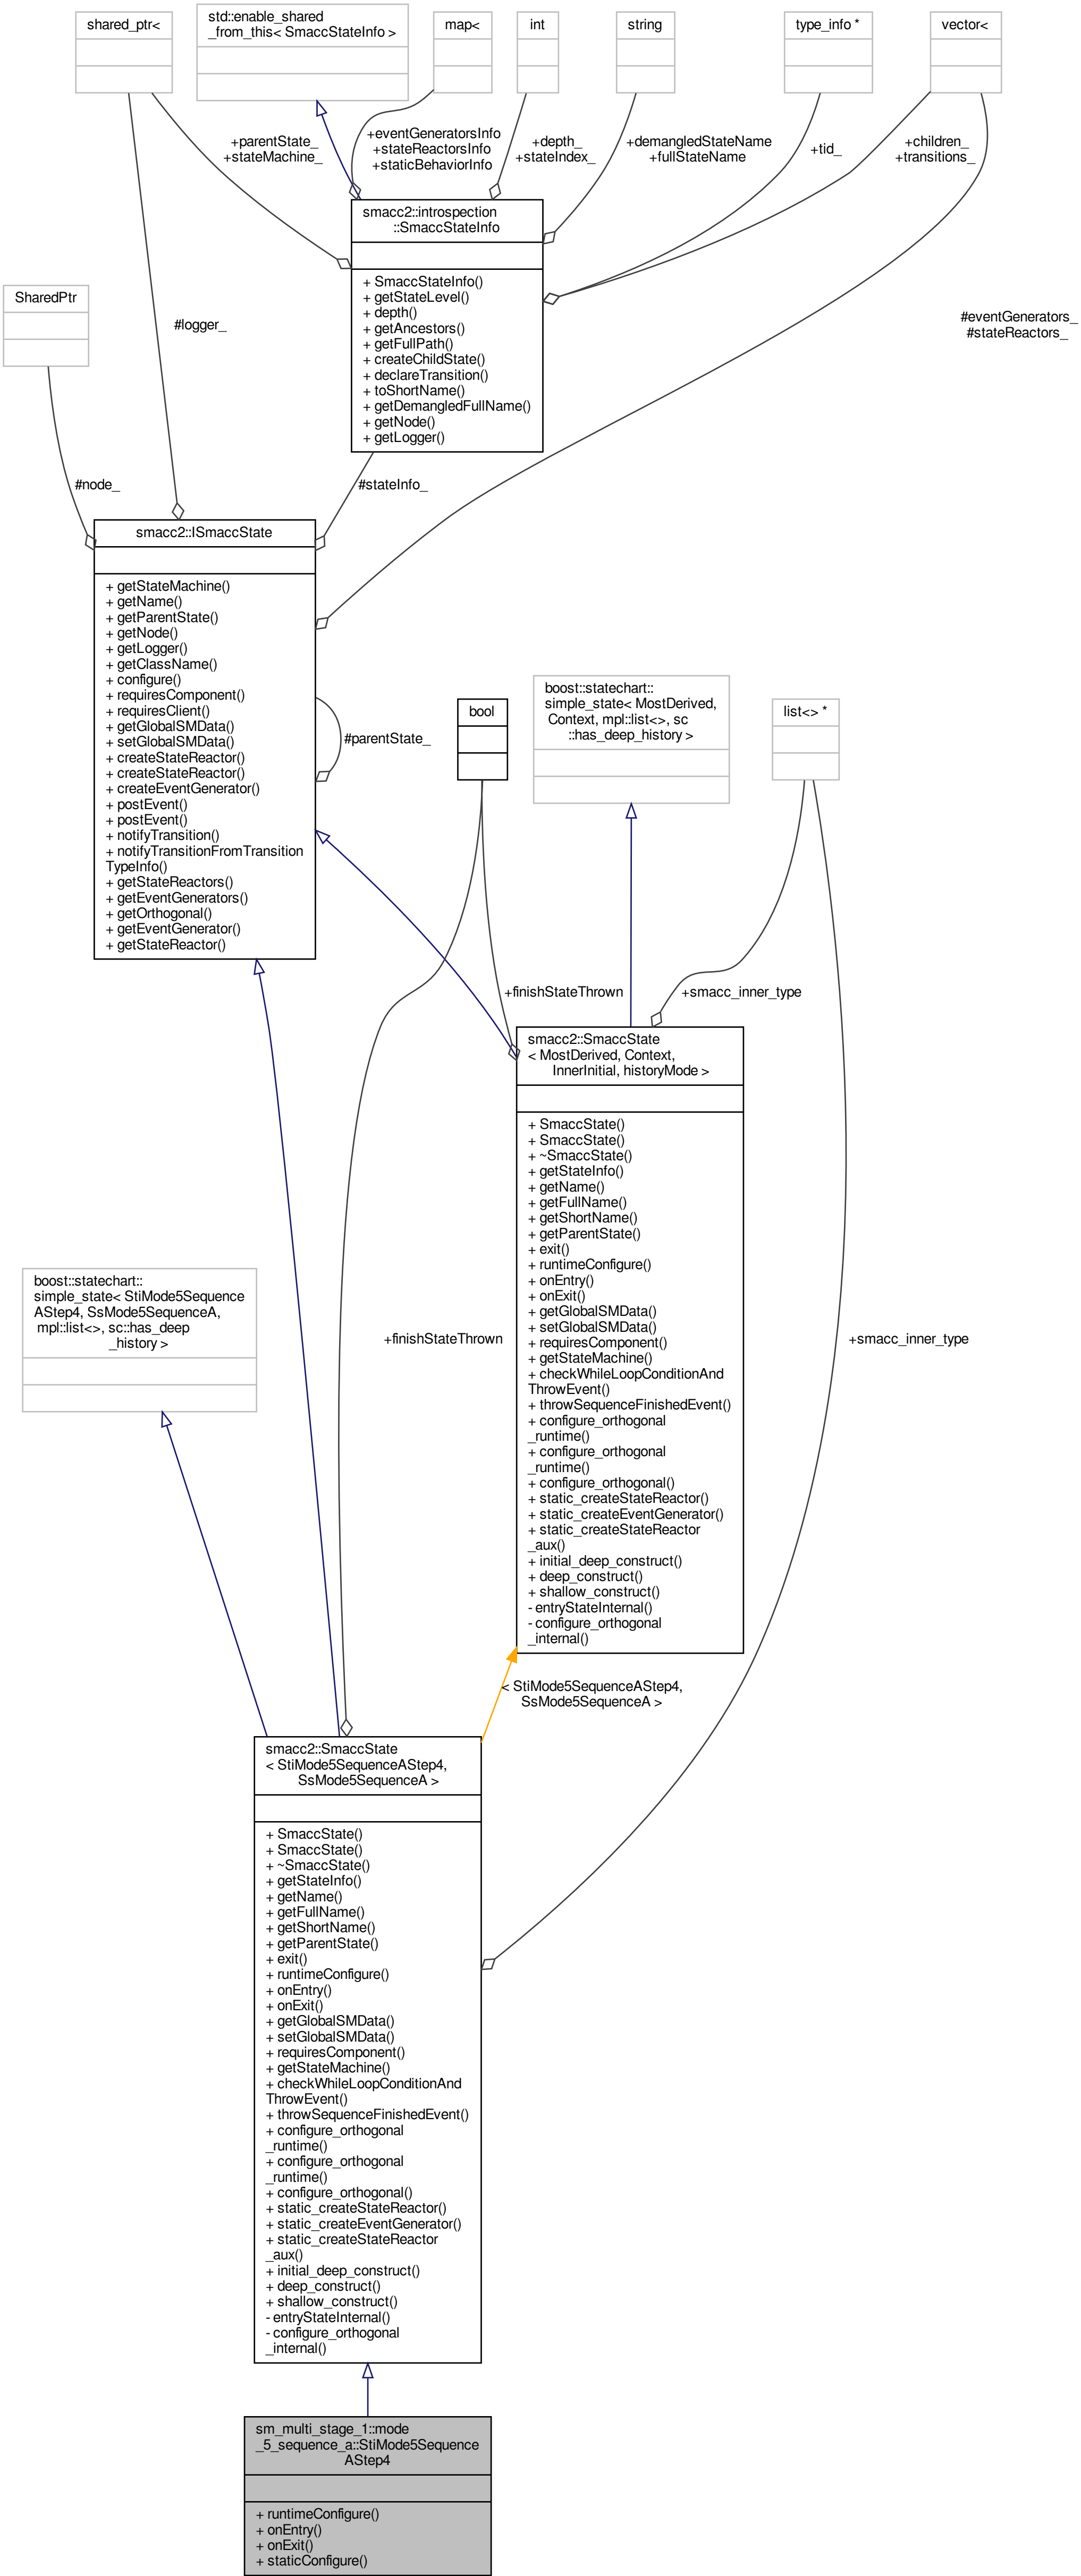 shared_ptr<
std::enable_shared
_from_this< SmaccStateInfo >
map<
int
string
type_info *
vector<
+parentState_
+stateMachine_
+eventGeneratorsInfo
+stateReactorsInfo
+staticBehaviorInfo
+depth_
+stateIndex_
+demangledStateName
+fullStateName
+tid_
+children_
+transitions_
smacc2::introspection
::SmaccStateInfo
+ SmaccStateInfo()
+ getStateLevel()
+ depth()
+ getAncestors()
+ getFullPath()
+ createChildState()
+ declareTransition()
+ toShortName()
+ getDemangledFullName()
+ getNode()
+ getLogger()
SharedPtr
#logger_
#eventGenerators_
#stateReactors_
#node_
#stateInfo_
smacc2::ISmaccState
+ getStateMachine()
+ getName()
+ getParentState()
+ getNode()
+ getLogger()
+ getClassName()
+ configure()
+ requiresComponent()
+ requiresClient()
+ getGlobalSMData()
+ setGlobalSMData()
+ createStateReactor()
+ createStateReactor()
+ createEventGenerator()
+ postEvent()
+ postEvent()
+ notifyTransition()
+ notifyTransitionFromTransition
TypeInfo()
+ getStateReactors()
+ getEventGenerators()
+ getOrthogonal()
+ getEventGenerator()
+ getStateReactor()
#parentState_
bool
boost::statechart::
simple_state< MostDerived,
Context, mpl::list<>, sc
::has_deep_history >
list<> *
+finishStateThrown
+smacc_inner_type
smacc2::SmaccState
< MostDerived, Context,
InnerInitial, historyMode >
+ SmaccState()
+ SmaccState()
+ ~SmaccState()
+ getStateInfo()
+ getName()
+ getFullName()
+ getShortName()
+ getParentState()
+ exit()
+ runtimeConfigure()
+ onEntry()
+ onExit()
+ getGlobalSMData()
+ setGlobalSMData()
+ requiresComponent()
+ getStateMachine()
+ checkWhileLoopConditionAnd
ThrowEvent()
+ throwSequenceFinishedEvent()
+ configure_orthogonal
_runtime()
+ configure_orthogonal
_runtime()
+ configure_orthogonal()
+ static_createStateReactor()
+ static_createEventGenerator()
+ static_createStateReactor
_aux()
+ initial_deep_construct()
+ deep_construct()
+ shallow_construct()
- entryStateInternal()
- configure_orthogonal
_internal()
boost::statechart::
simple_state< StiMode5Sequence
AStep4, SsMode5SequenceA,
mpl::list<>, sc::has_deep
_history >
+finishStateThrown
+smacc_inner_type
< StiMode5SequenceAStep4,
SsMode5SequenceA >
smacc2::SmaccState
< StiMode5SequenceAStep4,
SsMode5SequenceA >
+ SmaccState()
+ SmaccState()
+ ~SmaccState()
+ getStateInfo()
+ getName()
+ getFullName()
+ getShortName()
+ getParentState()
+ exit()
+ runtimeConfigure()
+ onEntry()
+ onExit()
+ getGlobalSMData()
+ setGlobalSMData()
+ requiresComponent()
+ getStateMachine()
+ checkWhileLoopConditionAnd
ThrowEvent()
+ throwSequenceFinishedEvent()
+ configure_orthogonal
_runtime()
+ configure_orthogonal
_runtime()
+ configure_orthogonal()
+ static_createStateReactor()
+ static_createEventGenerator()
+ static_createStateReactor
_aux()
+ initial_deep_construct()
+ deep_construct()
+ shallow_construct()
- entryStateInternal()
- configure_orthogonal
_internal()
sm_multi_stage_1::mode
_5_sequence_a::StiMode5Sequence
AStep4
+ runtimeConfigure()
+ onEntry()
+ onExit()
+ staticConfigure()